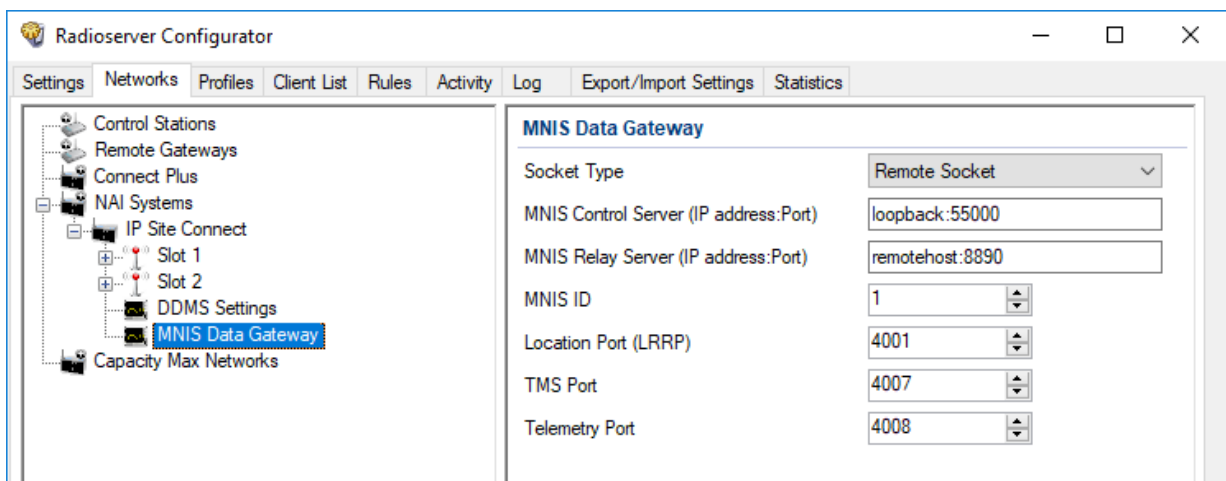 Radioserver Configurator
Settings Networks Profiles Client List Rules Activity Log Export/Import Settings Statistics
Control Stations
Remote Gateways
Connect Plus
NAI Systems
IP Site Connect
Slot 1
Slot 2
DDMS Settings
MNIS Data Gateway
Capacity Max Networks
MNIS Data Gateway
Socket Type Remote Socket
MNIS Control Server (IP address:Port) loopback:55000
MNIS Relay Server (IP address:Port) remotehost:8890
MNIS ID 1
Location Port (LRRP) 4001
TMS Port 4007
Telemetry Port 4008